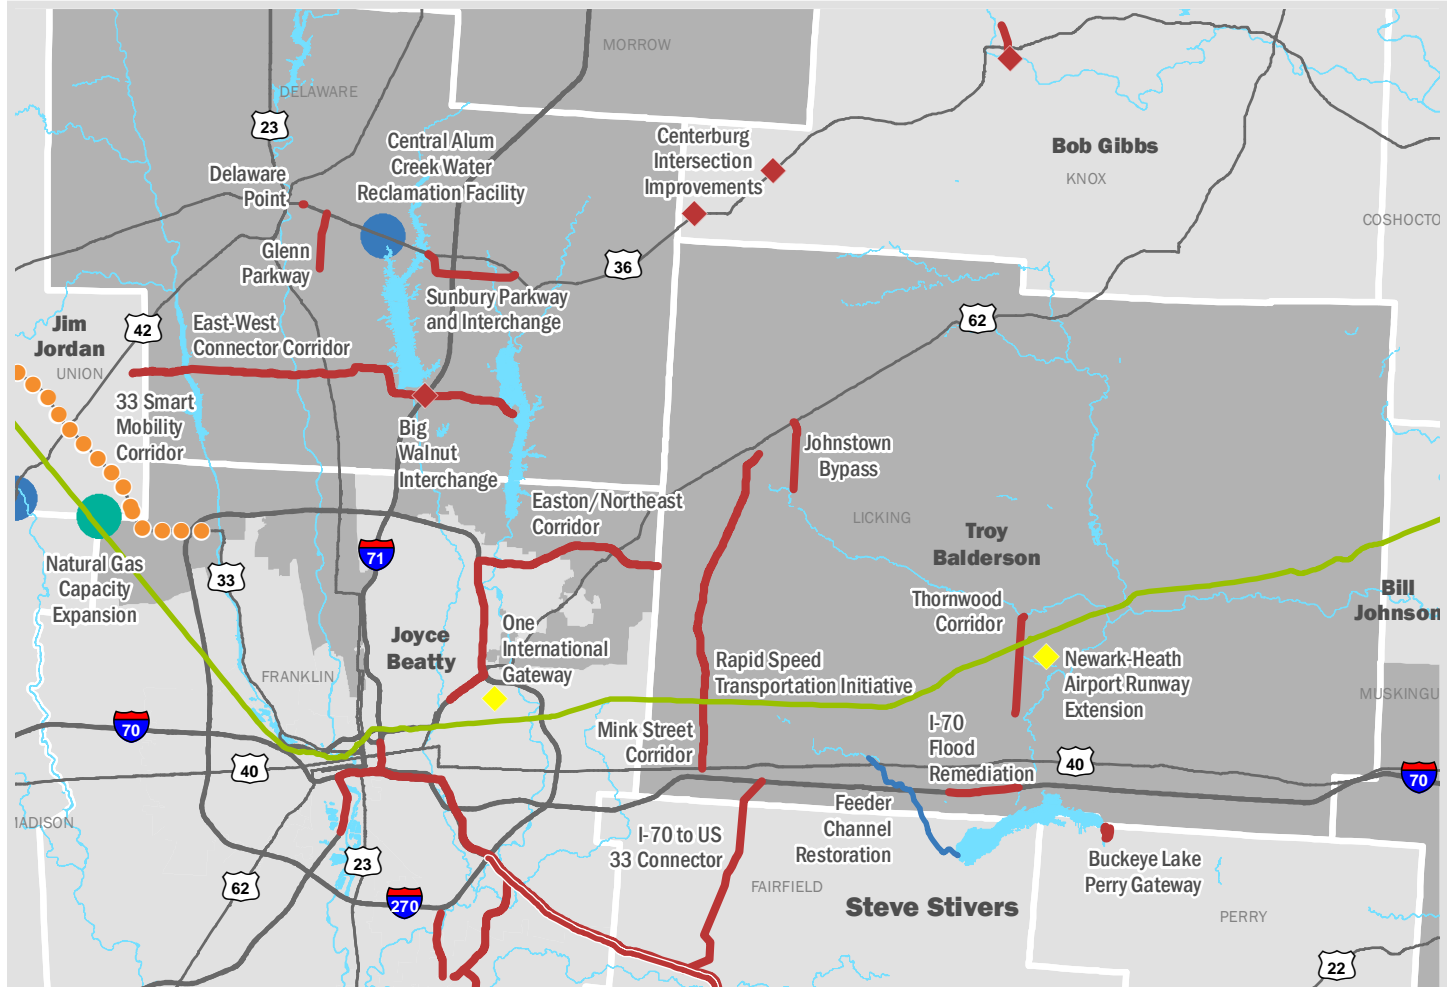 MORROW
DELAWARE
23
Central Alum
Creek Water
Reclamation Facility
Centerburg
Intersection
Improvements
Bob Gibbs
KNOX
Delaware
Point
COSHOCTO
Glenn
Parkway
36
Sunbury Parkway
and Interchange
62
Jim
Jordan
UNION
42
East-West
Connector Corridor
33 Smart
Mobility
Corridor
Big
Walnut
Interchange
Johnstown
Bypass
Easton/Northeast
Corridor
LICKING
Troy
Balderson
71
33
Natural Gas
Capacity
Expansion
Thornwood
Corridor
Bill
Johnson
Joyce
Beatty
One
International
Gateway
FRANKLIN
Rapid Speed
Transportation Initiative
Newark-Heath
Airport Runway
Extension
MUSKINGU
70
Mink Street
Corridor
I-70
Flood
Remediation
40
40
70
ADISON
Feeder
Channel
Restoration
I-70 to US
33 Connector
23
Buckeye Lake
Perry Gateway
62
270
FAIRFIELD
Steve Stivers
PERRY
22